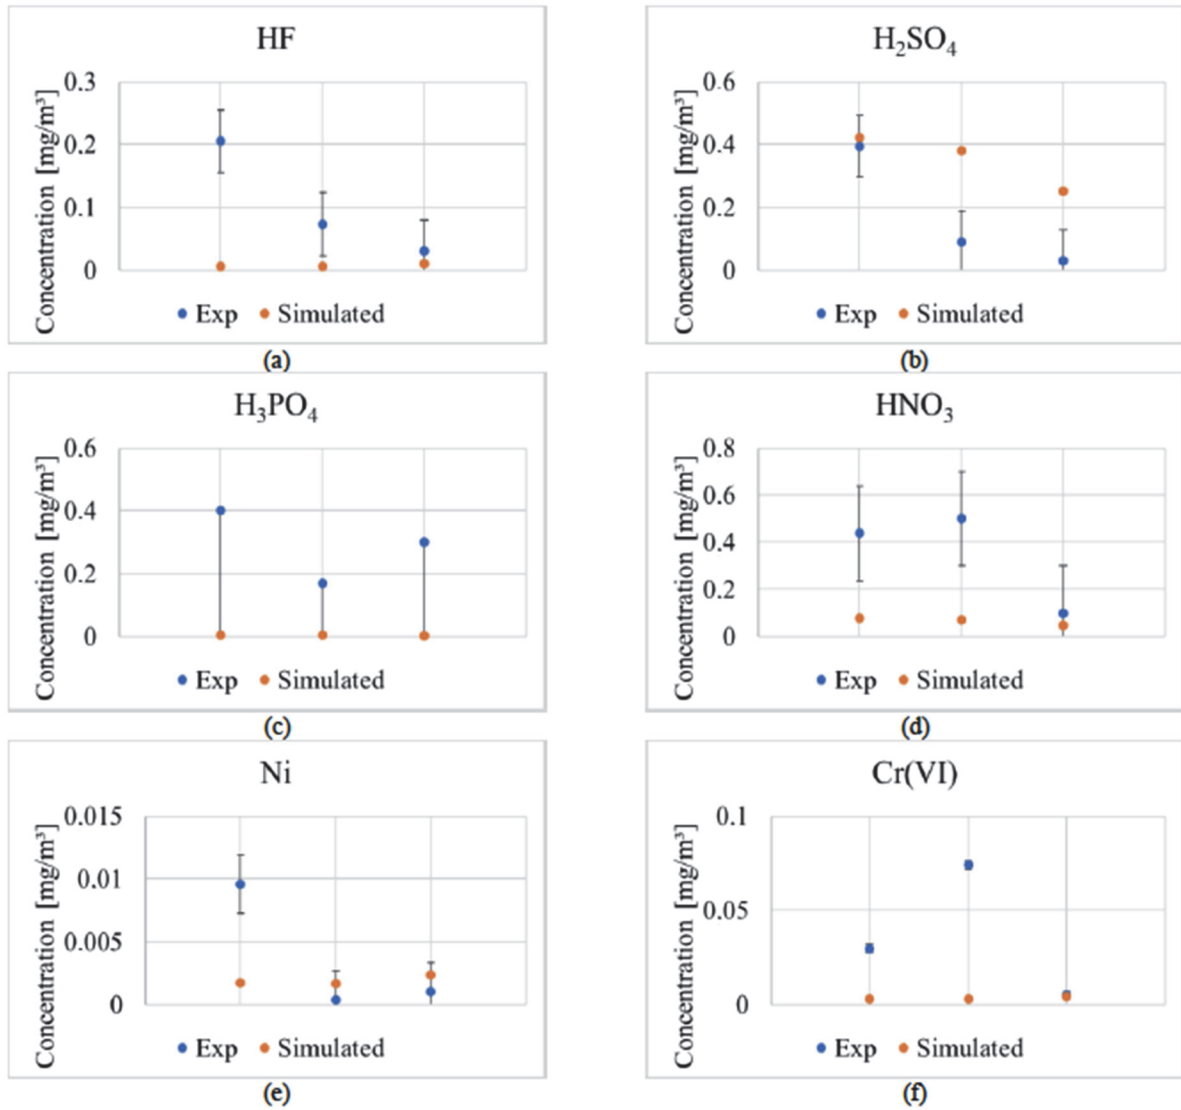 HF
Concentration [mg/m³]
0.3
0.2
0.1
0
Exp Simulated
(a)
H₂SO₄
Concentration [mg/m³]
0.6
0.4
0.2
0
Exp Simulated
(b)
H₃PO₄
Concentration [mg/m³]
0.6
0.4
0.2
0
Exp Simulated
(c)
HNO₃
Concentration [mg/m³]
0.8
0.6
0.4
0.2
0
Exp Simulated
(d)
Ni
Concentration [mg/m³]
0.015
0.01
0.005
0
Exp Simulated
(e)
Cr(VI)
Concentration [mg/m³]
0.1
0.05
0
Exp Simulated
(f)